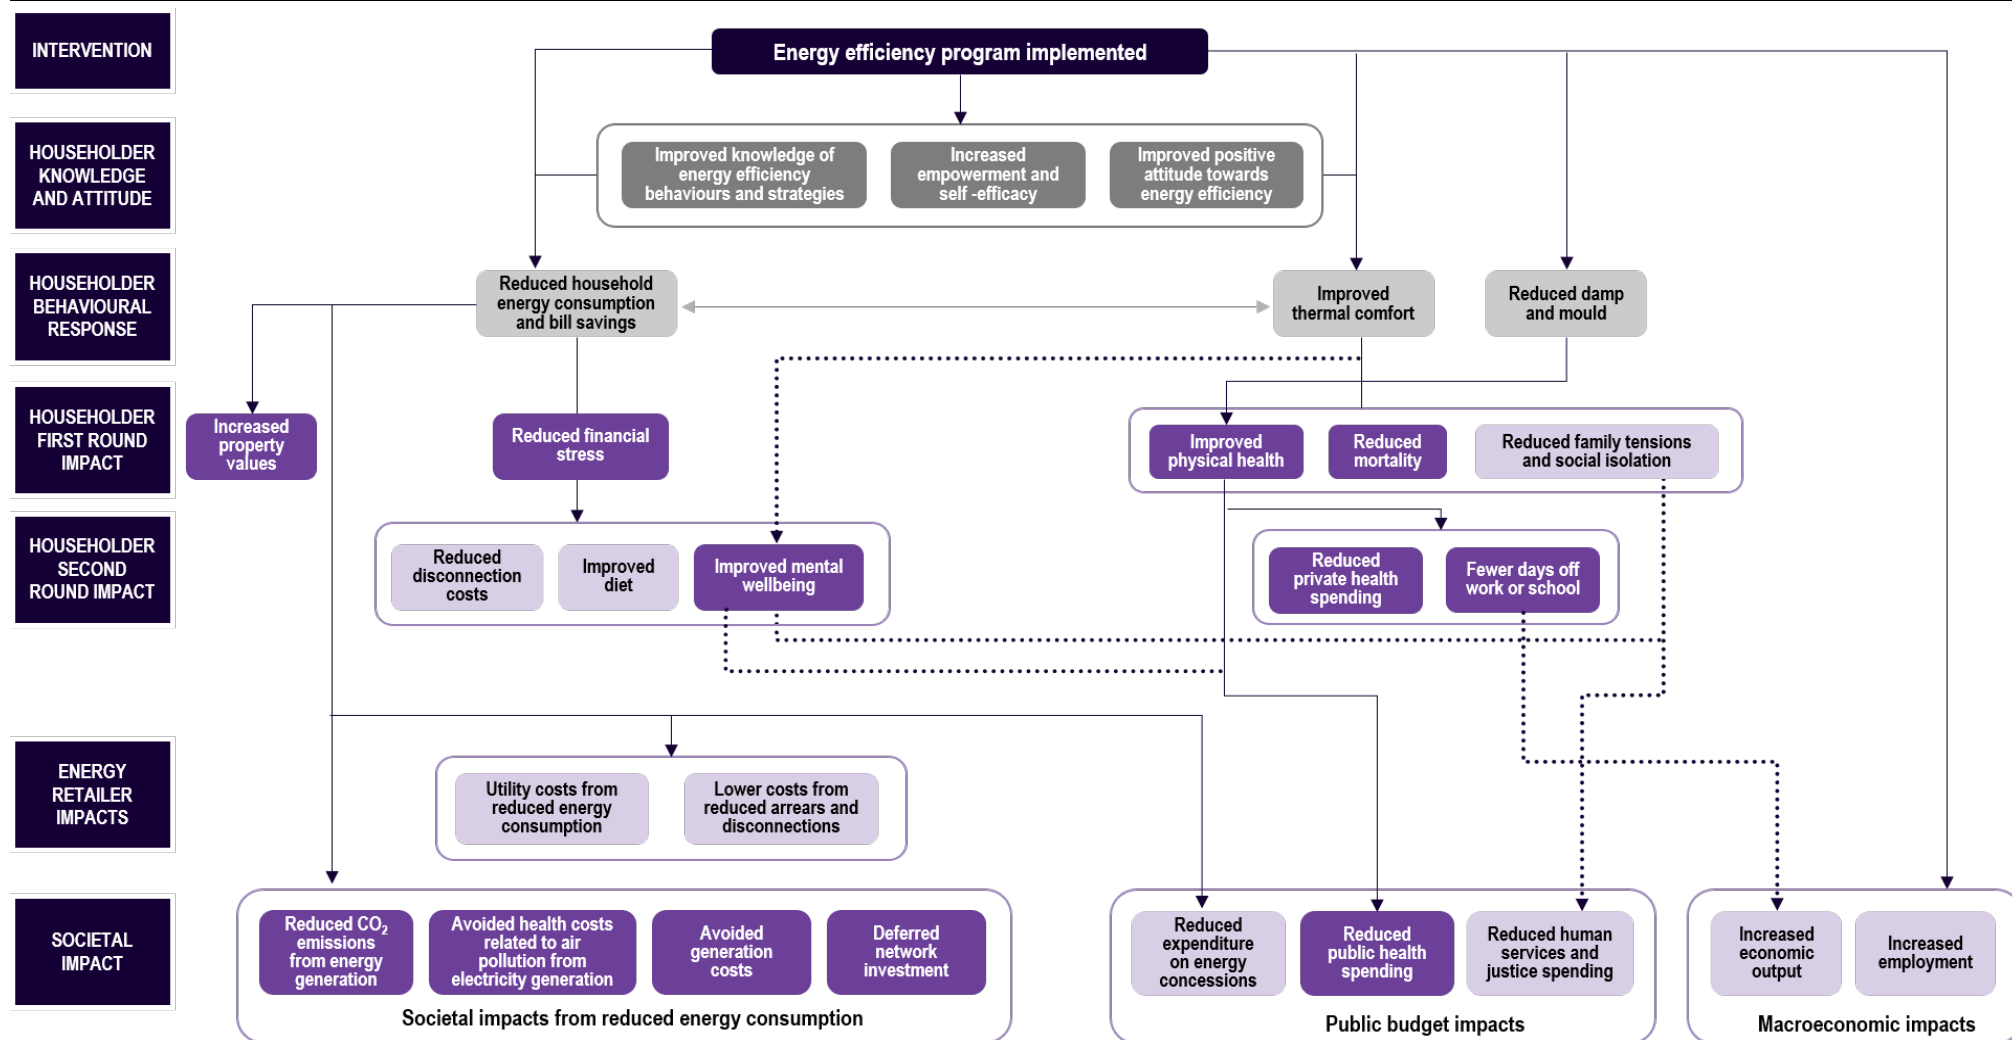 INTERVENTION
Energy efficiency program implemented
HOUSEHOLDER
KNOWLEDGE
AND ATTITUDE
Improved knowledge of
energy efficiency
behaviours and strategies
Increased
empowerment and
self -efficacy
Improved positive
attitude towards
energy efficiency
HOUSEHOLDER
BEHAVIOURAL
RESPONSE
Reduced household
energy consumption
and bill savings
Improved
thermal comfort
Reduced damp
and mould
HOUSEHOLDER
FIRST ROUND
IMPACT
Increased
property
values
Reduced financial
stress
Improved
physical health
Reduced
mortality
Reduced family tensions
and social isolation
HOUSEHOLDER
SECOND
ROUND IMPACT
Reduced
disconnection
costs
Improved
diet
Improved mental
wellbeing
Reduced
private health
spending
Fewer days off
work or school
ENERGY
RETAILER
IMPACTS
Utility costs from
reduced energy
consumption
Lower costs from
reduced arrears and
disconnections
SOCIETAL
IMPACT
Reduced CO₂
emissions
from energy
generation
Avoided health costs
related to air
pollution from
electricity generation
Avoided
generation
costs
Deferred
network
investment
Societal impacts from reduced energy consumption
Reduced
expenditure
on energy
concessions
Reduced
public health
spending
Reduced human
services and
justice spending
Public budget impacts
Increased
economic
output
Increased
employment
Macroeconomic impacts